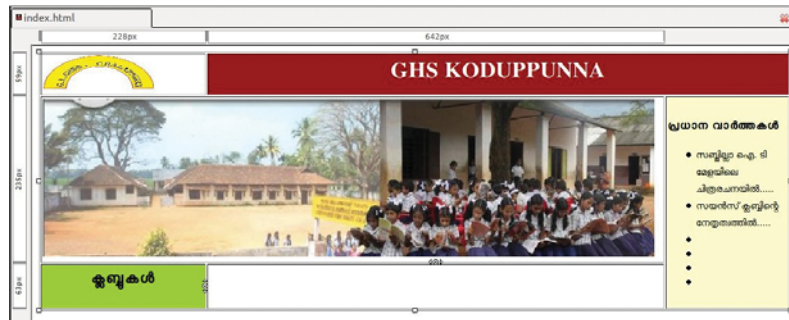 index.html
228px
642px
59px
GHS KODUPPUNNA
235px
പ്രധാന വാർത്തകൾ
സബ്ജില്ലാ ഐ. ടി
മേളയിലെ
ചിത്രരചനയിൽ.....
സയൻസ് ക്ലബ്ബിന്റെ
നേതൃത്വത്തിൽ.....
63px
ക്ലബ്ബുകൾ